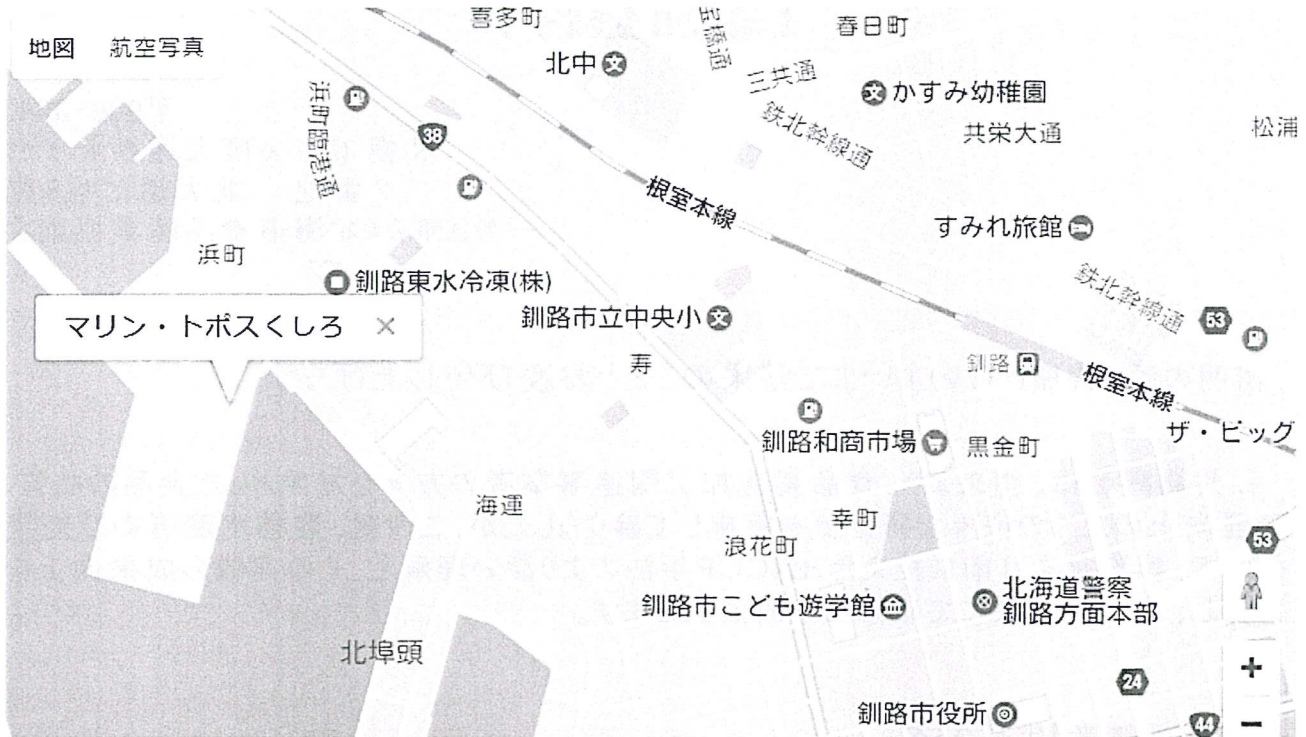 喜多町
宝橋通
春日町
地図 航空写真
北中
三共通
かすみ幼稚園
浜町臨港通
38
鉄北幹線通
共栄大通
松浦
根室本線
すみれ旅館
浜町
釧路東水冷凍(株)
鉄北幹線通
53
マリン・トポスくしろ ×
釧路市立中央小
寿
釧路
根室本線
ザ・ビッグ
釧路和商市場
黒金町
海運
幸町
浪花町
53
北海道警察
釧路方面本部
釧路市こども遊学館
北埠頭
24
釧路市役所
44
+
−